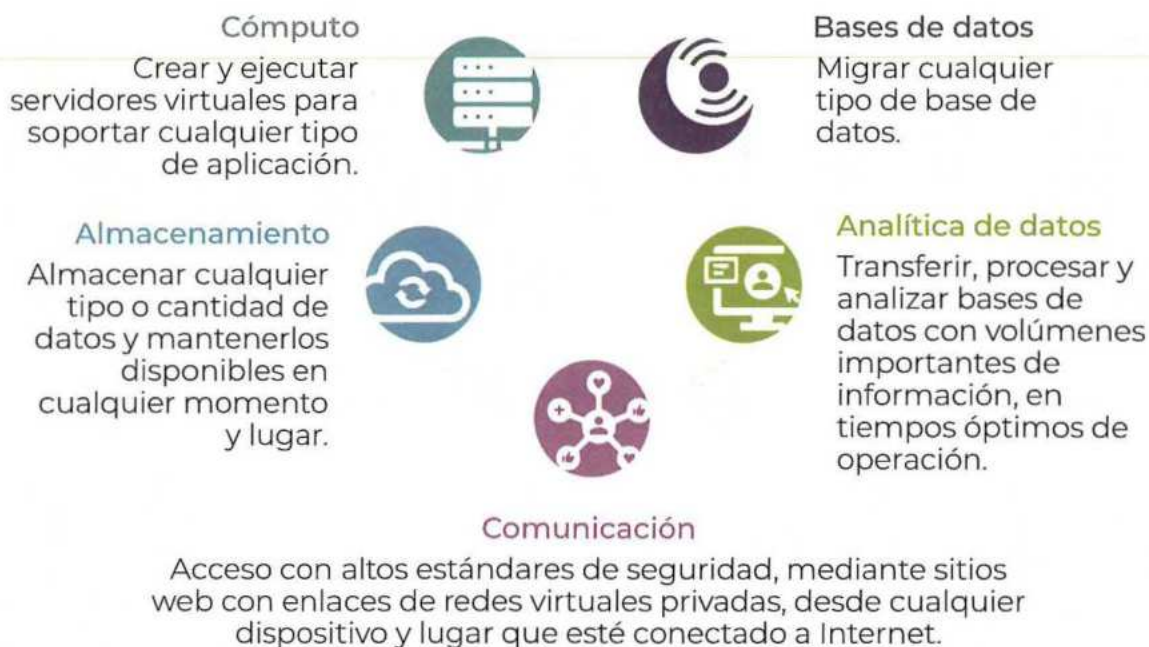 Cómputo
Crear y ejecutar
servidores virtuales para
soportar cualquier tipo
de aplicación.
Bases de datos
Migrar cualquier
tipo de base de
datos.
Almacenamiento
Almacenar cualquier
tipo o cantidad de
datos y mantenerlos
disponibles en
cualquier momento
y lugar.
Analítica de datos
Transferir, procesar y
analizar bases de
datos con volúmenes
importantes de
información, en
tiempos óptimos de
operación.
Comunicación
Acceso con altos estándares de seguridad, mediante sitios
web con enlaces de redes virtuales privadas, desde cualquier
dispositivo y lugar que esté conectado a Internet.